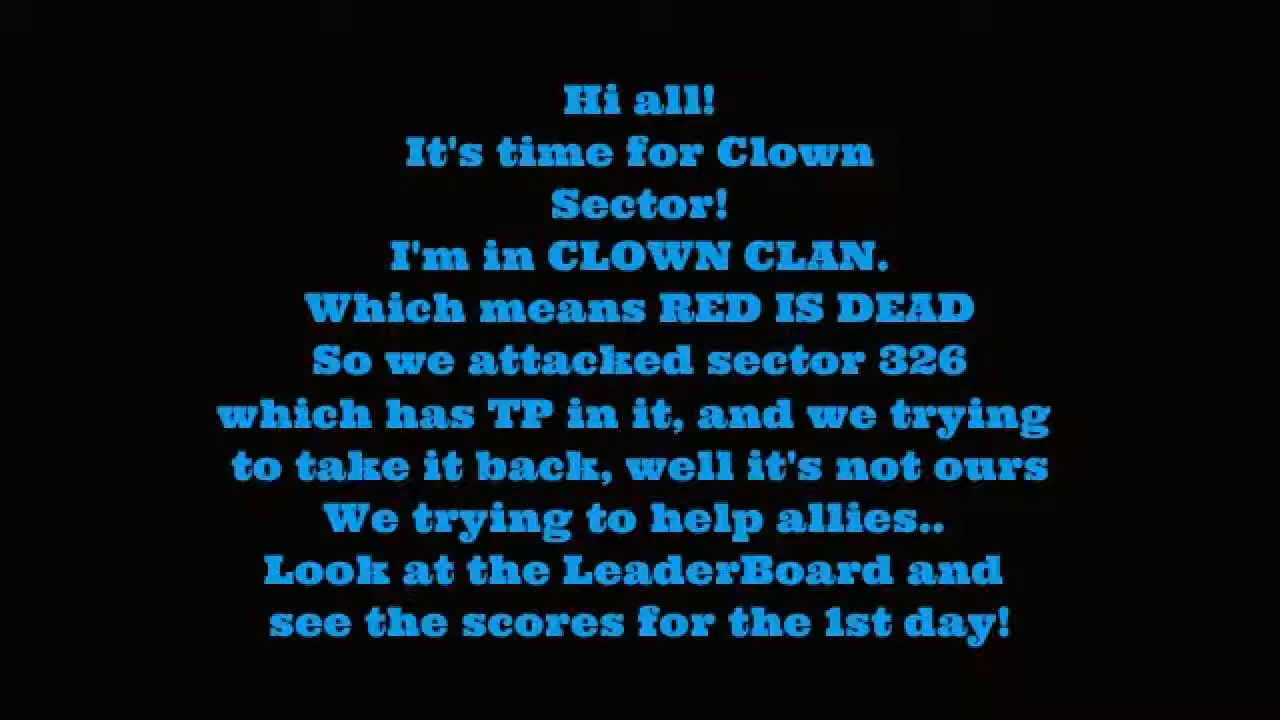 Hi all!
It's time for Clown
Sector!
I'm in CLOWN CLAN.
Which means RED IS DEAD
So we attacked sector 326
which has TP in it, and we trying
to take it back, well it's not ours
We trying to help allies..
Look at the LeaderBoard and
see the scores for the 1st day!